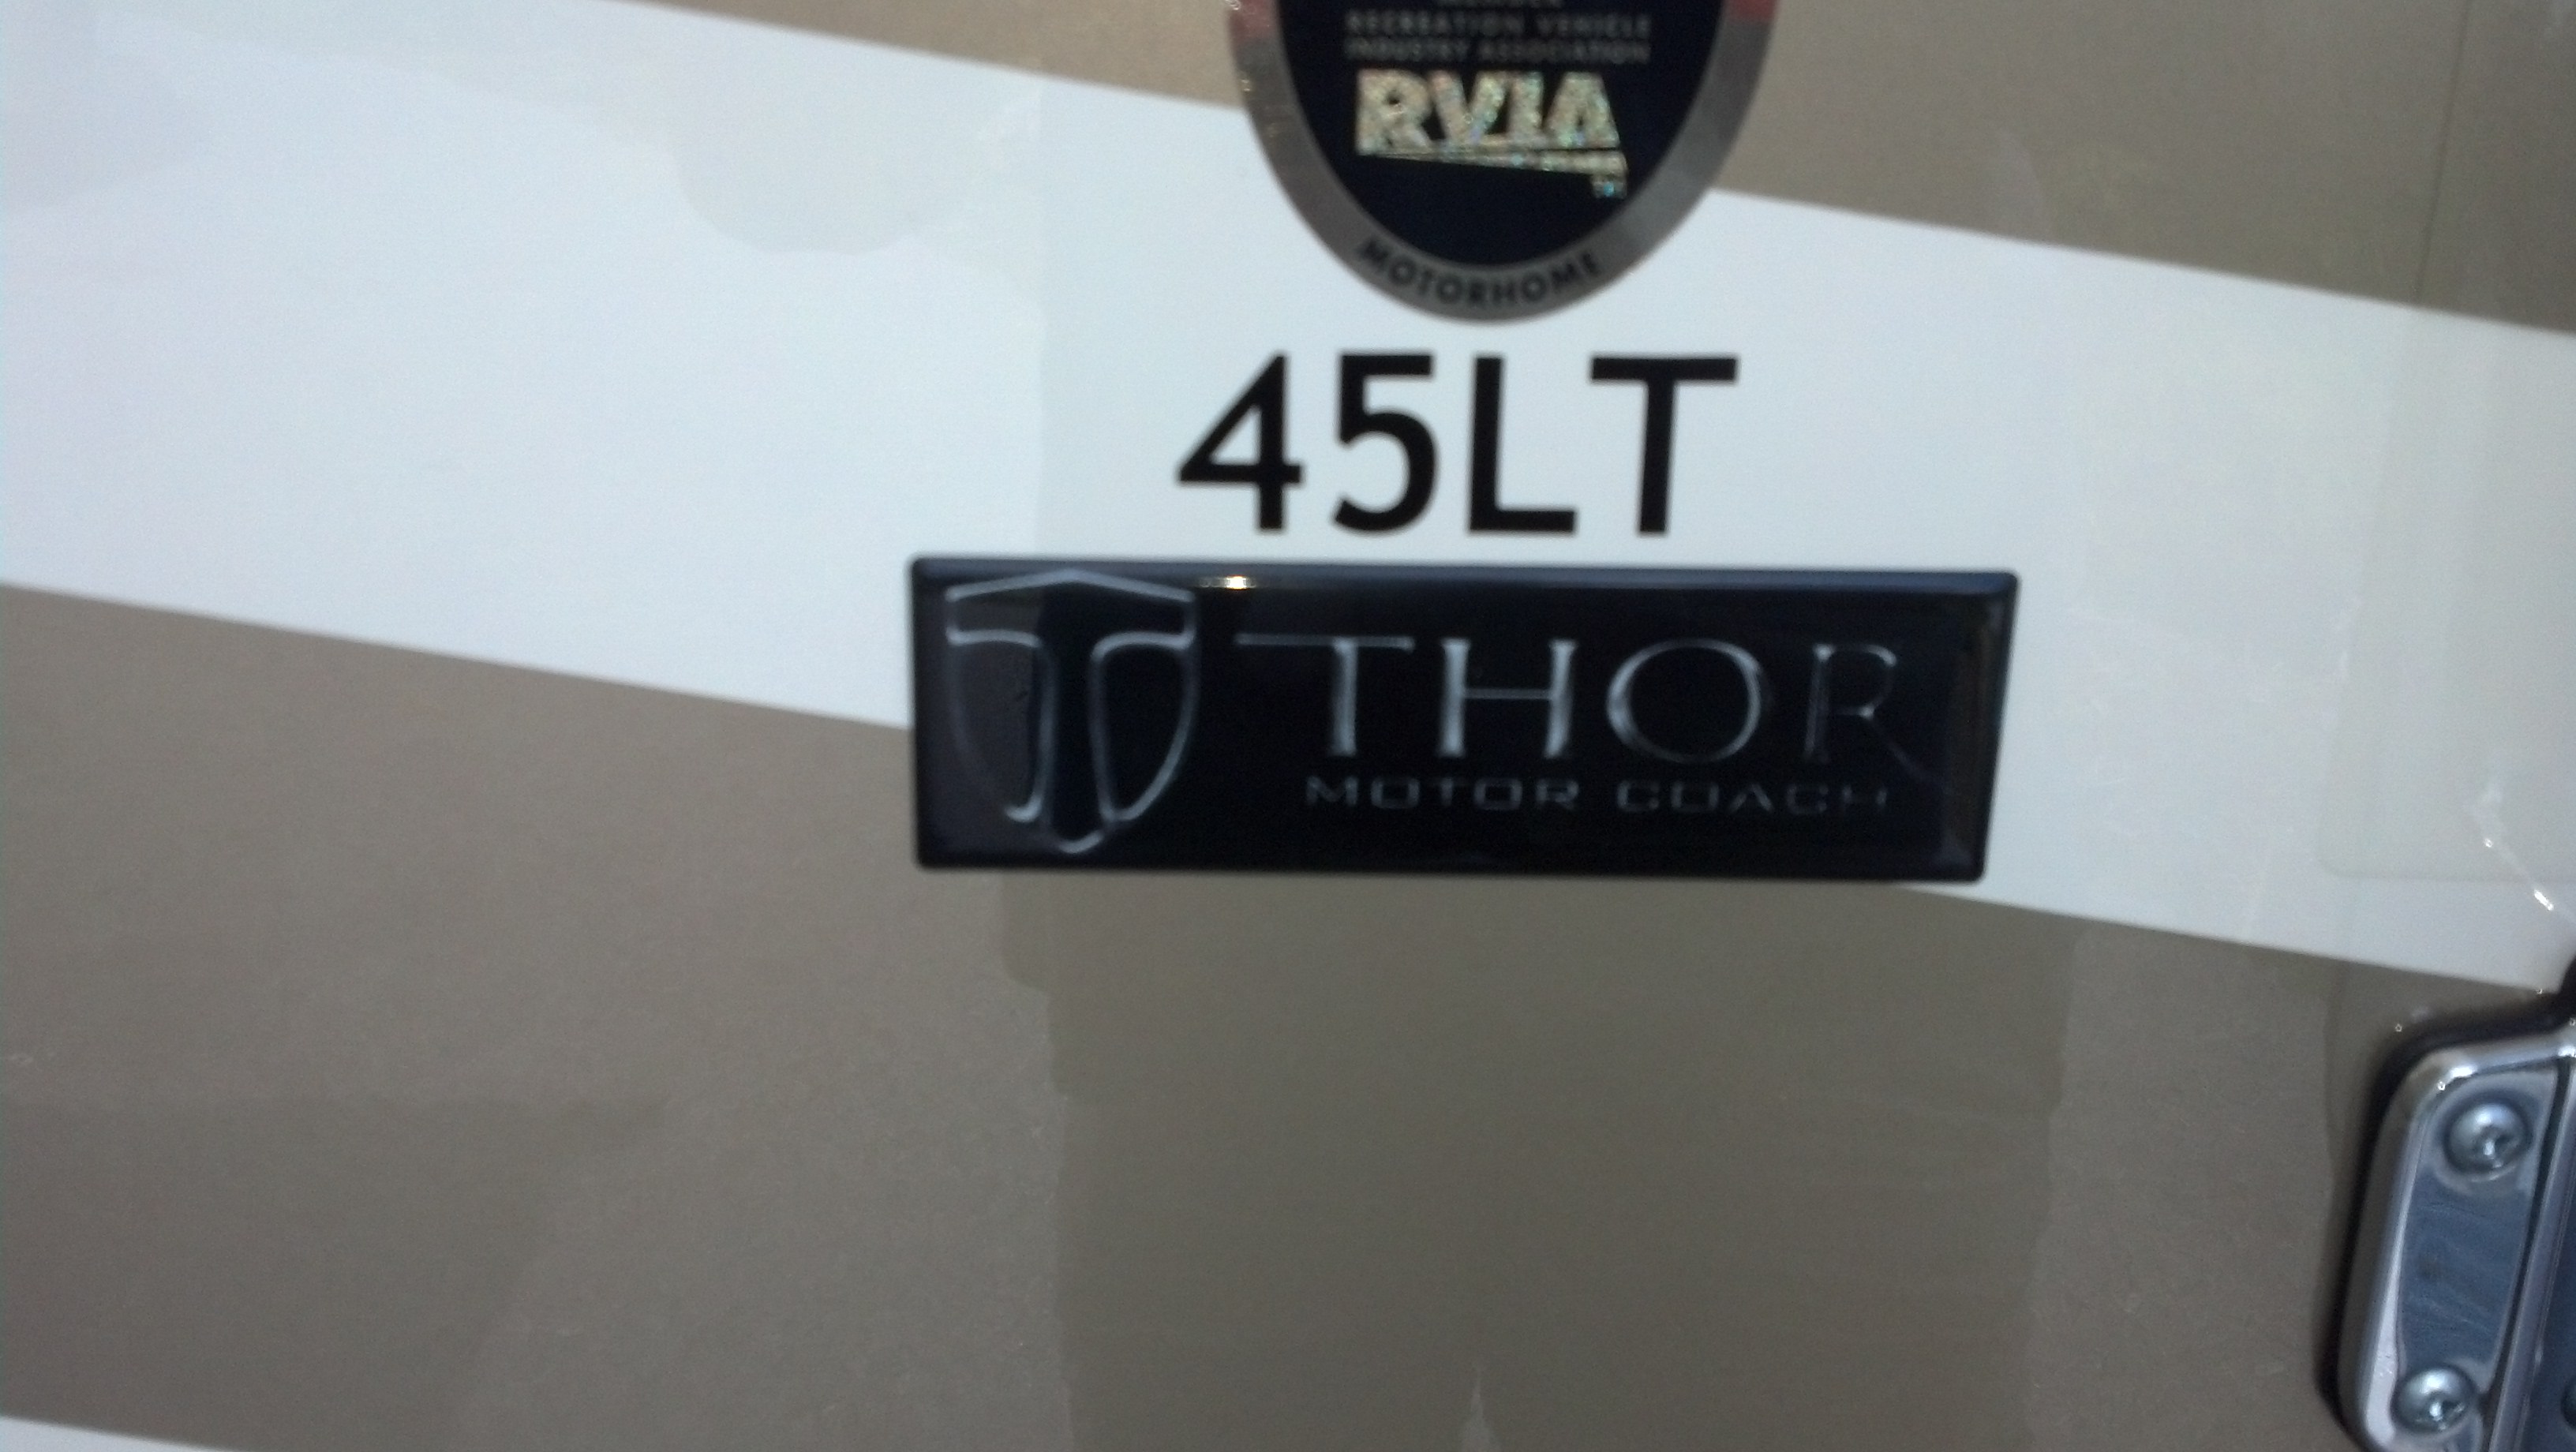 RECREATION VEHICLE
INDUSTRY ASSOCIATION
RVIA
MOTORHOME
45LT
THOR
MOTOR COACH